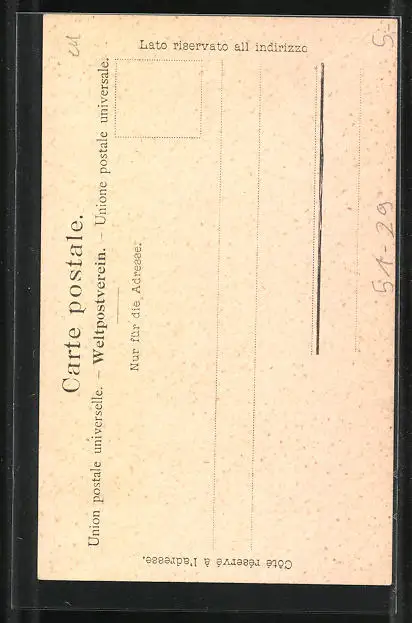 Carte postale.
Union postale universelle. – Weltpostverein. – Unione postale universale.
Nur für die Adresse.
Côté réservé à l'adresse.
Lato riservato all indirizzo
51-29